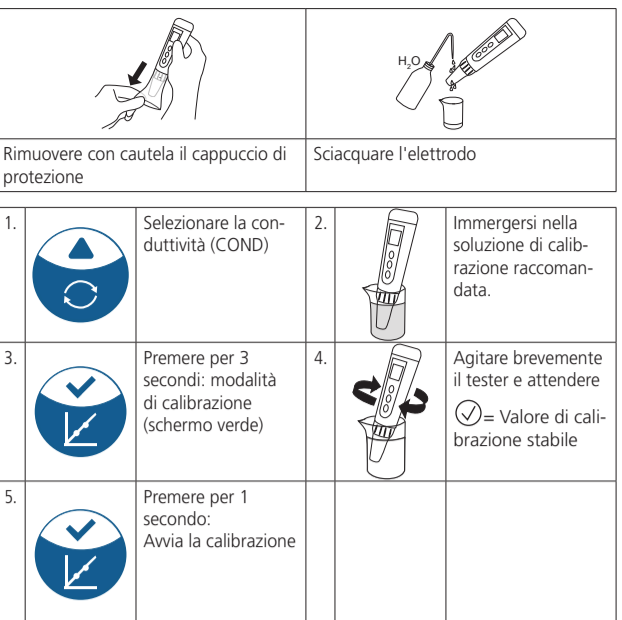 H₂O
Rimuovere con cautela il cappuccio di
protezione
Sciacquare l'elettrodo
1.
Selezionare la con-
duttività (COND)
2.
Immergersi nella
soluzione di calib-
razione raccoman-
data.
3.
Premere per 3
secondi: modalità
di calibrazione
(schermo verde)
4.
Agitare brevemente
il tester e attendere
= Valore di cali-
brazione stabile
5.
Premere per 1
secondo:
Avvia la calibrazione